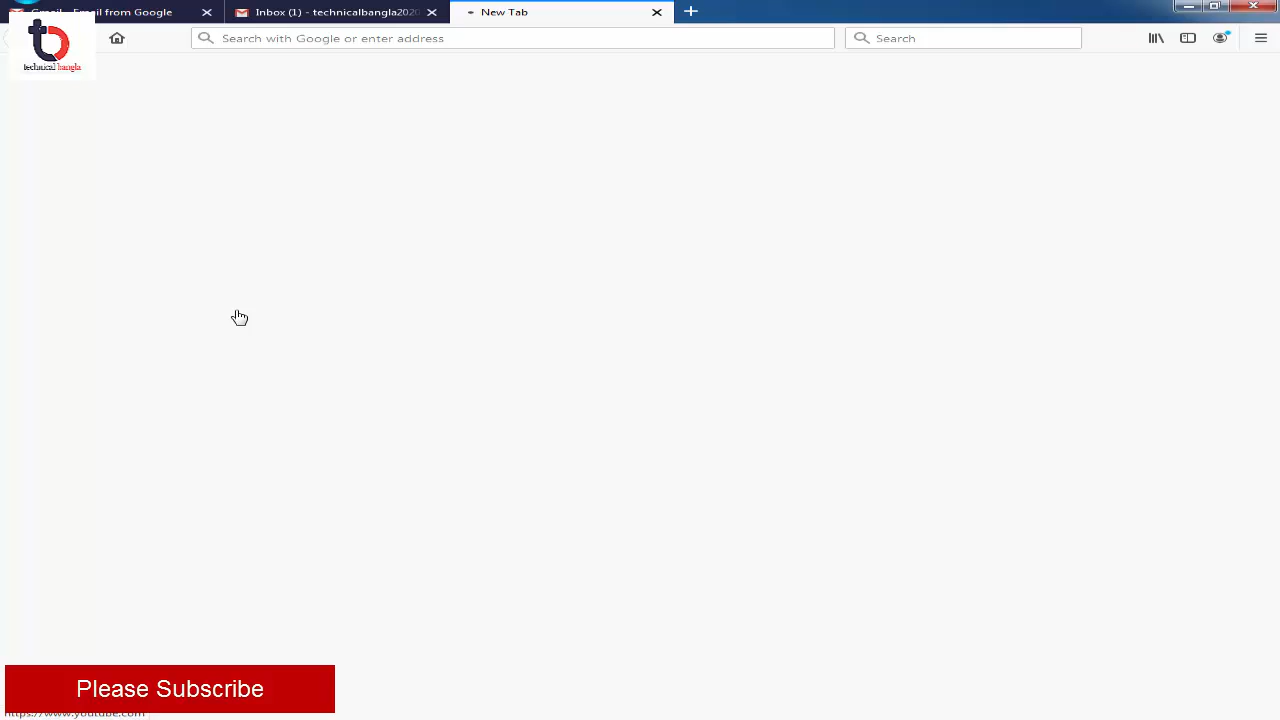 Gmail - Email from Google
Inbox (1) - technicalbangla2020
New Tab
Search with Google or enter address
Search
technical bangla
Please Subscribe
https://www.youtube.com